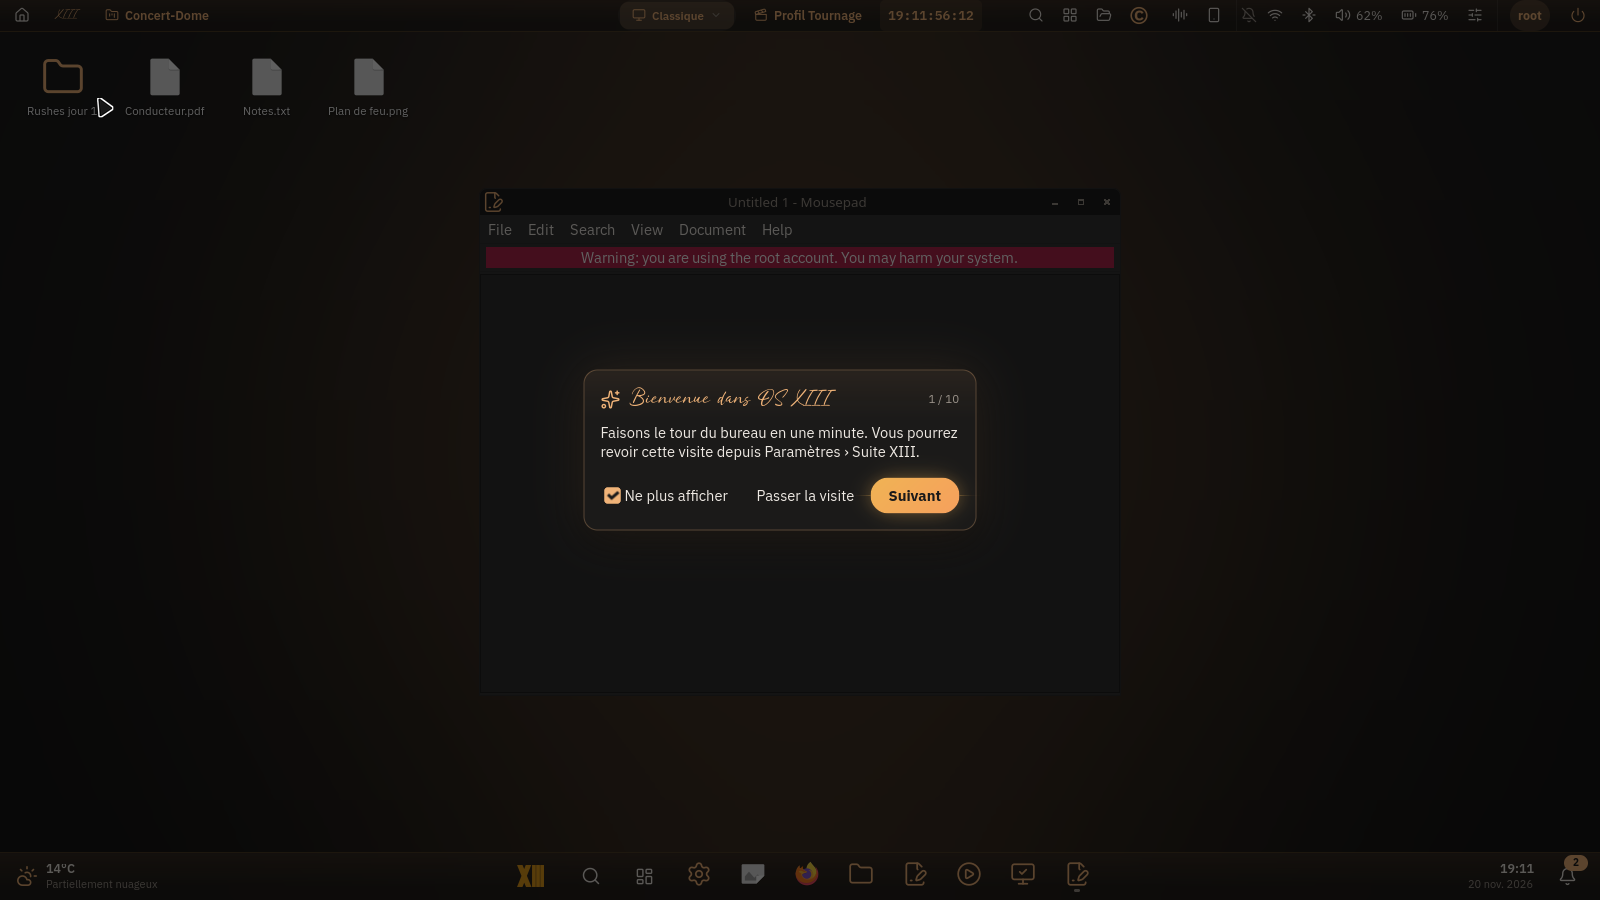 XIII
Concert-Dome
Classique
Profil Tournage
19:11:56:12
62%
76%
root
Rushes jour 1
Conducteur.pdf
Notes.txt
Plan de feu.png
Untitled 1 - Mousepad
File Edit Search View Document Help
Warning: you are using the root account. You may harm your system.
Bienvenue dans OS XIII
1 / 10
Faisons le tour du bureau en une minute. Vous pourrez
revoir cette visite depuis Paramètres › Suite XIII.
Ne plus afficher
Passer la visite
Suivant
14°C
Partiellement nuageux
XIII
19:11
20 nov. 2026
2